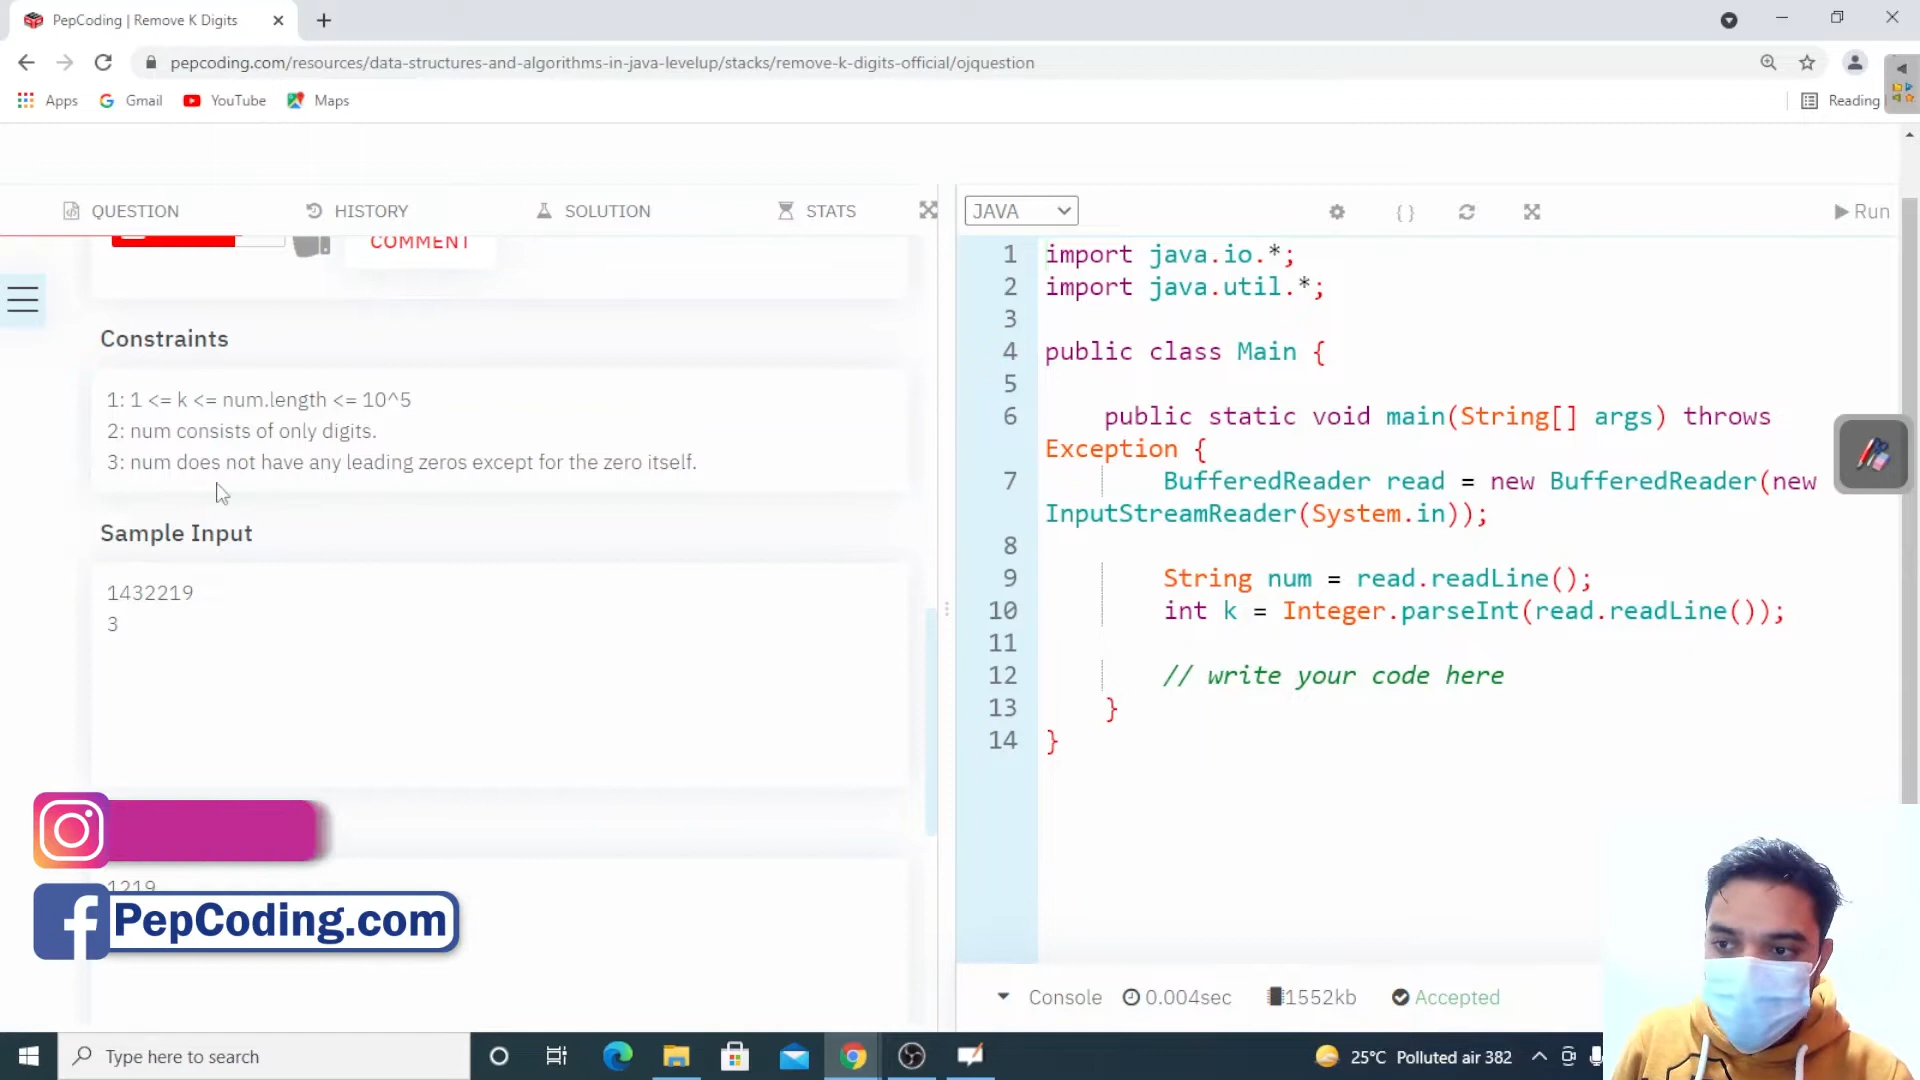 PepCoding | Remove K Digits
pepcoding.com/resources/data-structures-and-algorithms-in-java-levelup/stacks/remove-k-digits-official/ojquestion
Apps
Gmail
YouTube
Maps
Reading
QUESTION
HISTORY
SOLUTION
STATS
JAVA
Run
COMMENT
Constraints
1: 1 <= k <= num.length <= 10^5
2: num consists of only digits.
3: num does not have any leading zeros except for the zero itself.
Sample Input
1432219
3
1219
PepCoding.com
1 import java.io.*;
2 import java.util.*;
3
4 public class Main {
5
6 public static void main(String[] args) throws
Exception {
7 BufferedReader read = new BufferedReader(new
InputStreamReader(System.in));
8
9 String num = read.readLine();
10 int k = Integer.parseInt(read.readLine());
11
12 // write your code here
13 }
14 }
Console
0.004sec
1552kb
Accepted
Type here to search
25°C Polluted air 382